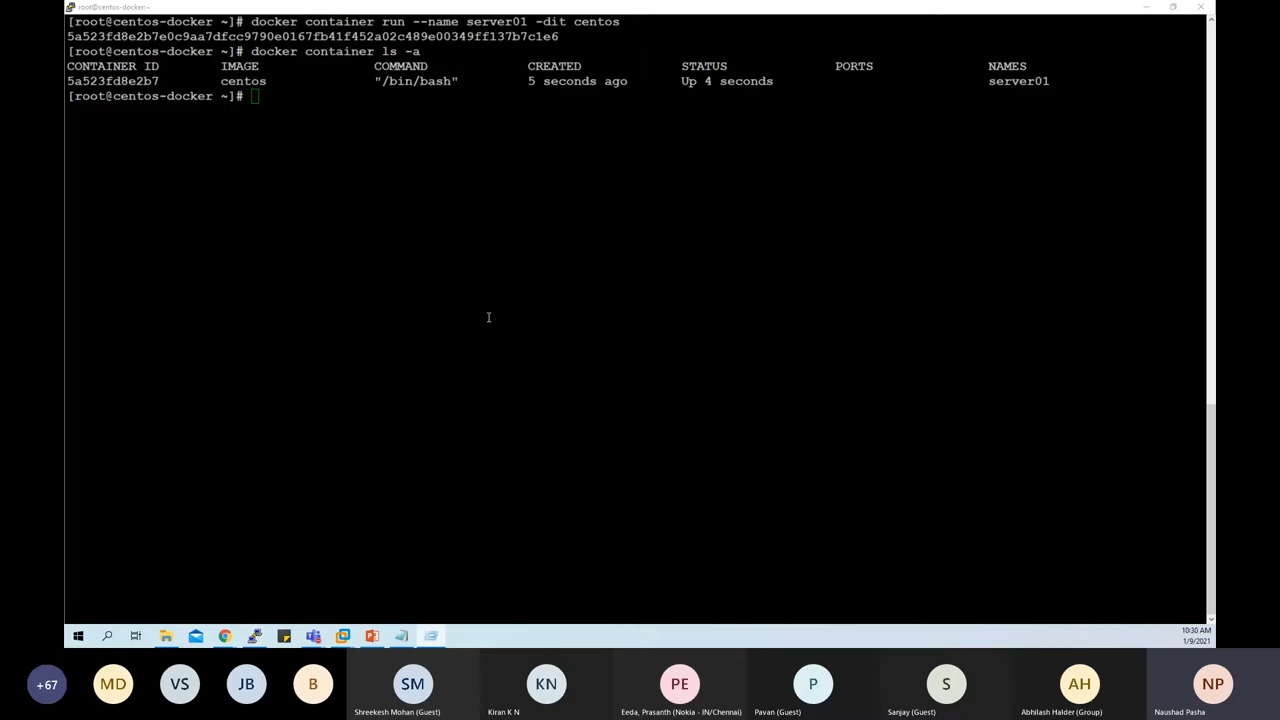 root@centos-docker:~
[root@centos-docker ~]# docker container run --name server01 -dit centos
5a523fd8e2b7e0c9aa7dfcc9790e0167fb41f452a02c489e00349ff137b7c1e6
[root@centos-docker ~]# docker container ls -a
CONTAINER ID IMAGE COMMAND CREATED STATUS PORTS NAMES
5a523fd8e2b7 centos "/bin/bash" 5 seconds ago Up 4 seconds server01
[root@centos-docker ~]#
10:30 AM
1/9/2021
+67 MD VS JB B SM KN PE P S AH NP
Shreekesh Mohan (Guest) Kiran K N Eeda, Prasanth (Nokia - IN/Chennai) Pavan (Guest) Sanjay (Guest) Abhilash Halder (Group) Naushad Pasha